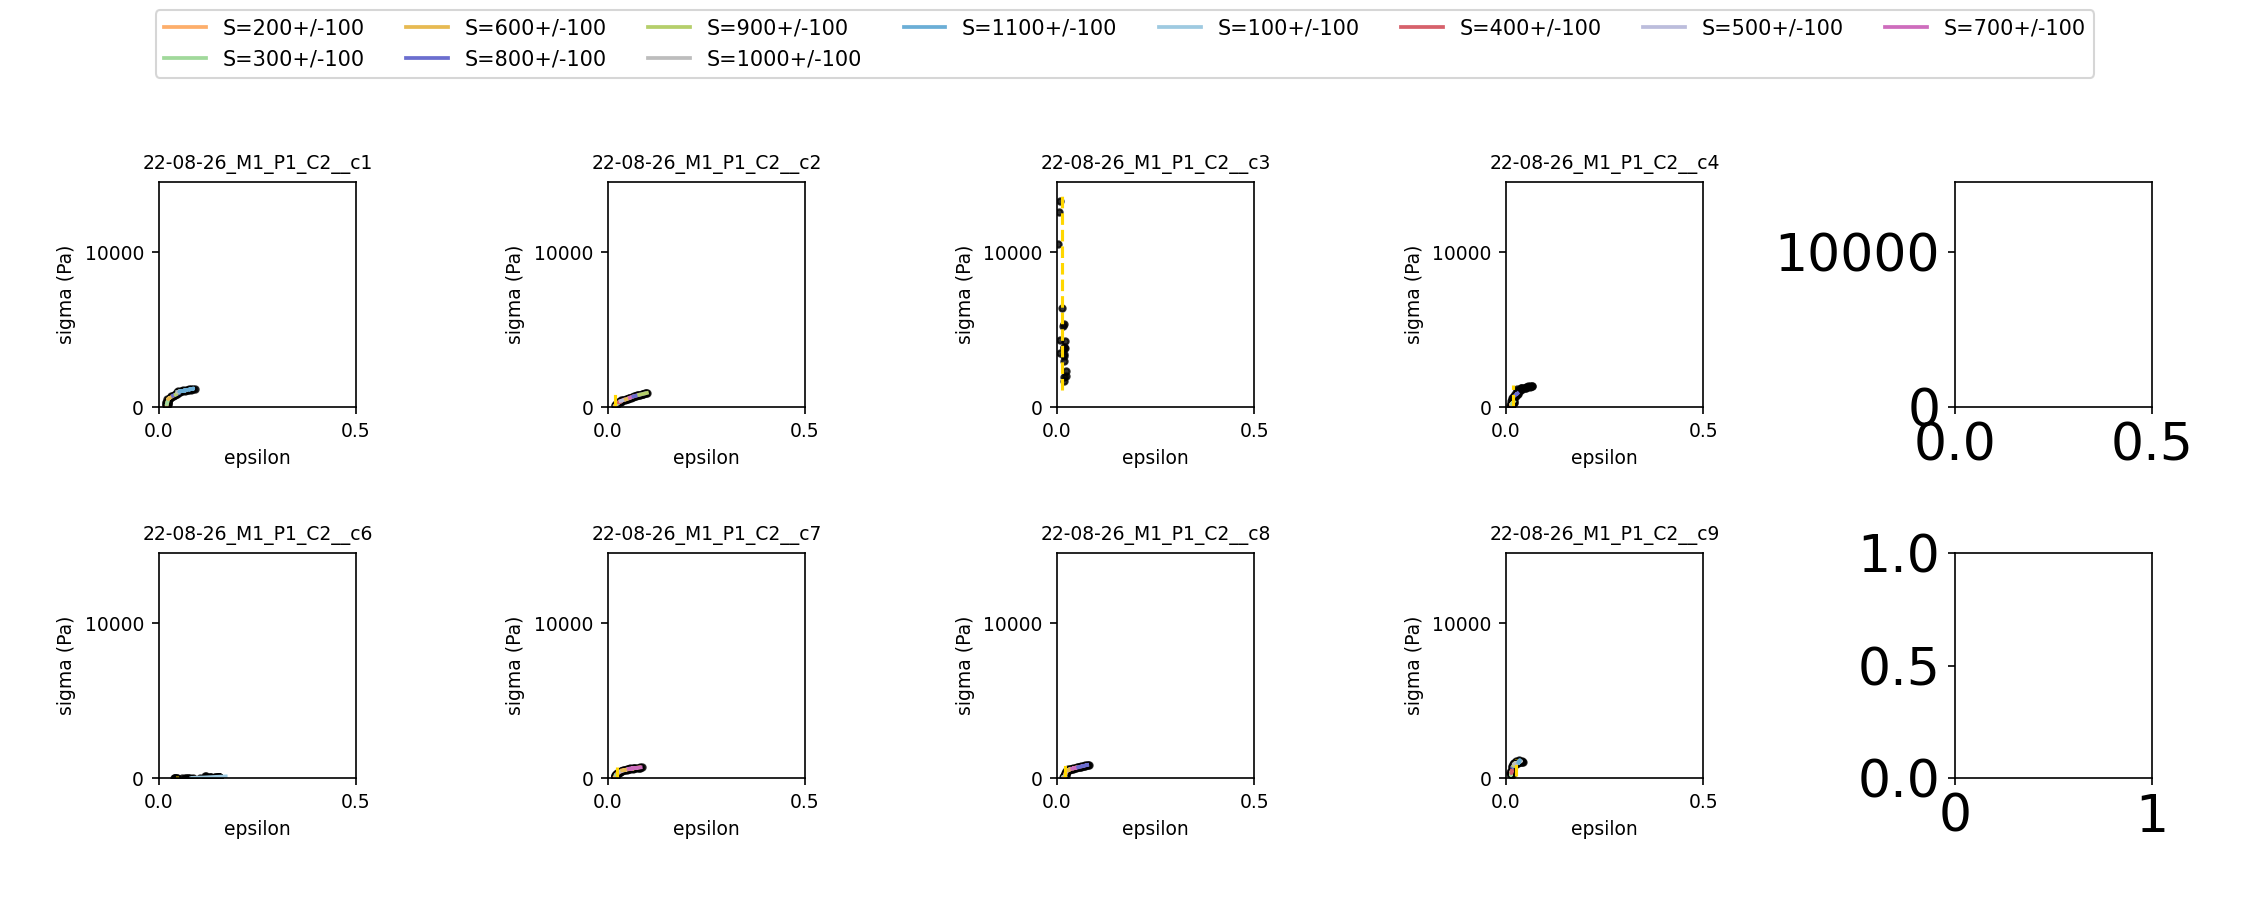 S=200+/-100 S=600+/-100 S=900+/-100 S=1100+/-100 S=100+/-100 S=400+/-100 S=500+/-100 S=700+/-100
S=300+/-100 S=800+/-100 S=1000+/-100
22-08-26_M1_P1_C2__c1
sigma (Pa)
10000
0
0.0 0.5
epsilon
22-08-26_M1_P1_C2__c2
sigma (Pa)
10000
0
0.0 0.5
epsilon
22-08-26_M1_P1_C2__c3
sigma (Pa)
10000
0
0.0 0.5
epsilon
22-08-26_M1_P1_C2__c4
sigma (Pa)
10000
0
0.0 0.5
epsilon
10000
0
0.0 0.5
22-08-26_M1_P1_C2__c6
sigma (Pa)
10000
0
0.0 0.5
epsilon
22-08-26_M1_P1_C2__c7
sigma (Pa)
10000
0
0.0 0.5
epsilon
22-08-26_M1_P1_C2__c8
sigma (Pa)
10000
0
0.0 0.5
epsilon
22-08-26_M1_P1_C2__c9
sigma (Pa)
10000
0
0.0 0.5
epsilon
1.0
0.5
0.0
0 1